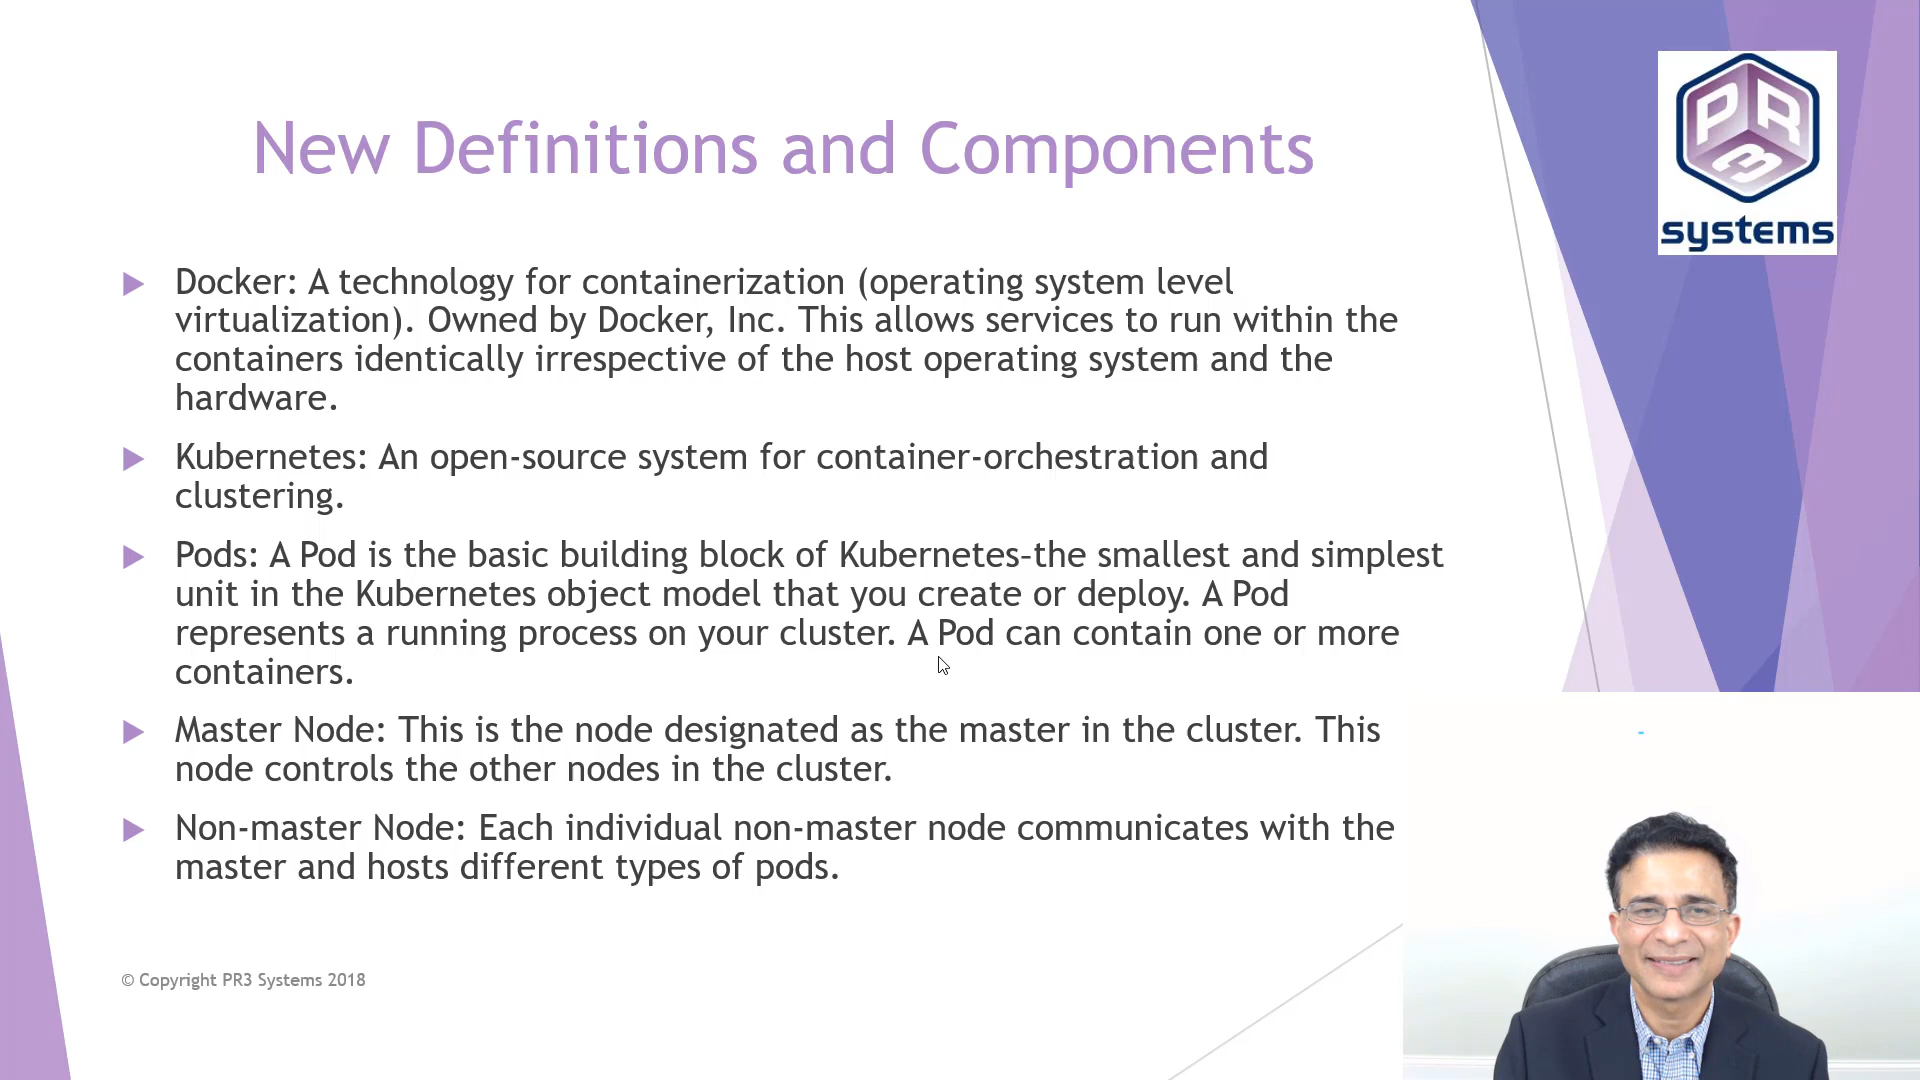 PR3
systems
New Definitions and Components
Docker: A technology for containerization (operating system level
virtualization). Owned by Docker, Inc. This allows services to run within the
containers identically irrespective of the host operating system and the
hardware.
Kubernetes: An open-source system for container-orchestration and
clustering.
Pods: A Pod is the basic building block of Kubernetes–the smallest and simplest
unit in the Kubernetes object model that you create or deploy. A Pod
represents a running process on your cluster. A Pod can contain one or more
containers.
Master Node: This is the node designated as the master in the cluster. This
node controls the other nodes in the cluster.
Non-master Node: Each individual non-master node communicates with the
master and hosts different types of pods.
© Copyright PR3 Systems 2018